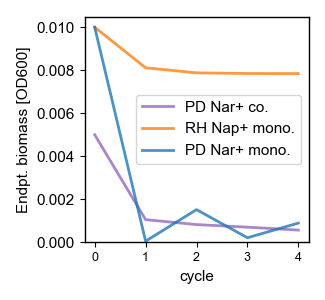 0.010
0.008
0.006
0.004
0.002
0.000
Endpt. biomass [OD600]
PD Nar+ co.
RH Nap+ mono.
PD Nar+ mono.
0 1 2 3 4
cycle